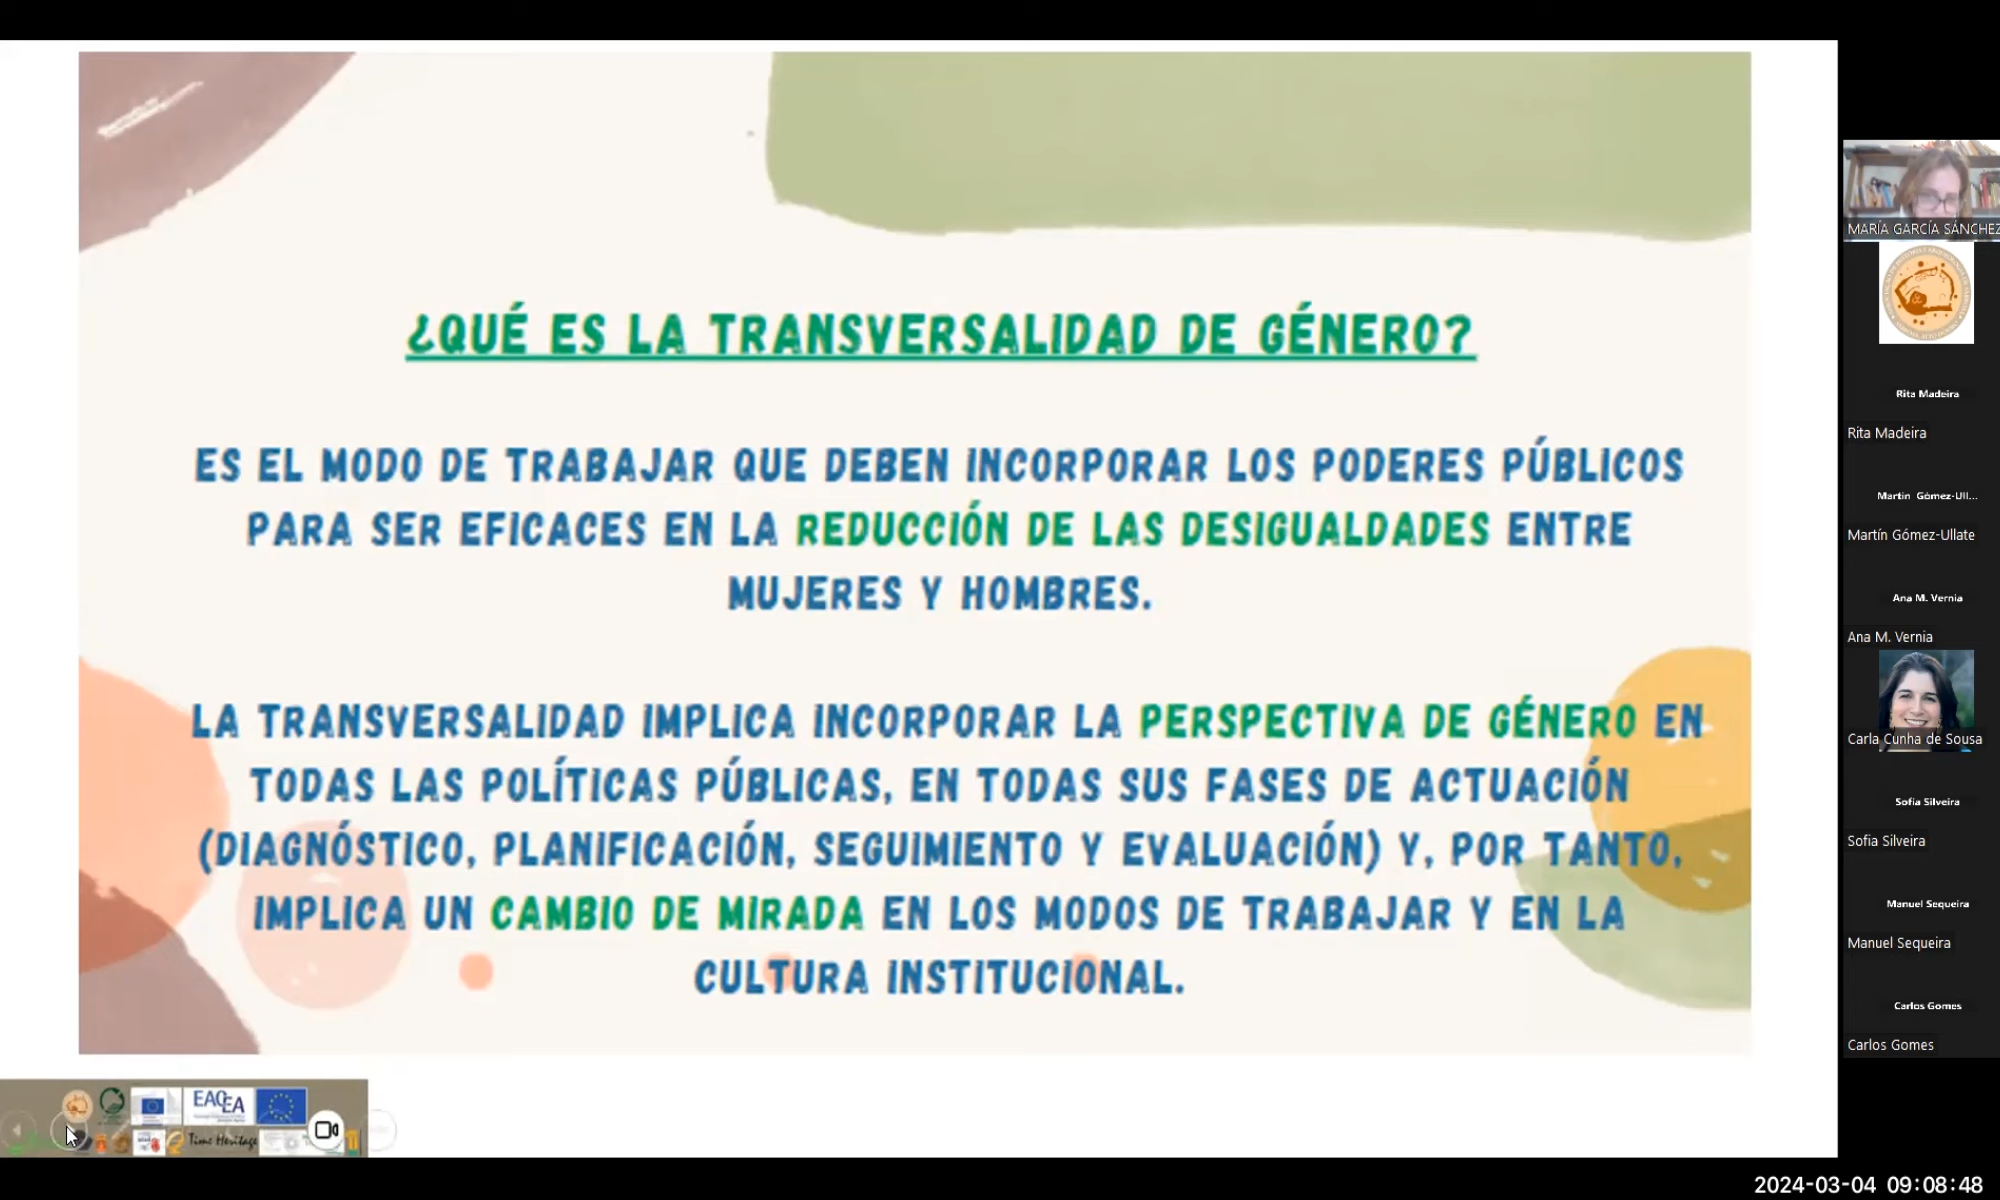 ¿QUÉ ES LA TRANSVERSALIDAD DE GÉNERO?
ES EL MODO DE TRABAJAR QUE DEBEN INCORPORAR LOS PODERES PÚBLICOS
PARA SER EFICACES EN LA REDUCCIÓN DE LAS DESIGUALDADES ENTRE
MUJERES Y HOMBRES.
LA TRANSVERSALIDAD IMPLICA INCORPORAR LA PERSPECTIVA DE GÉNERO EN
TODAS LAS POLÍTICAS PÚBLICAS, EN TODAS SUS FASES DE ACTUACIÓN
(DIAGNÓSTICO, PLANIFICACIÓN, SEGUIMIENTO Y EVALUACIÓN) Y, POR TANTO,
IMPLICA UN CAMBIO DE MIRADA EN LOS MODOS DE TRABAJAR Y EN LA
CULTURA INSTITUCIONAL.
EACEA
Time Heritage
MARÍA GARCÍA SÁNCHEZ
Rita Madeira
Rita Madeira
Martín Gómez-Ull...
Martín Gómez-Ullate
Ana M. Vernia
Ana M. Vernia
Carla Cunha de Sousa
Sofia Silveira
Sofia Silveira
Manuel Sequeira
Manuel Sequeira
Carlos Gomes
Carlos Gomes
2024-03-04 09:08:48